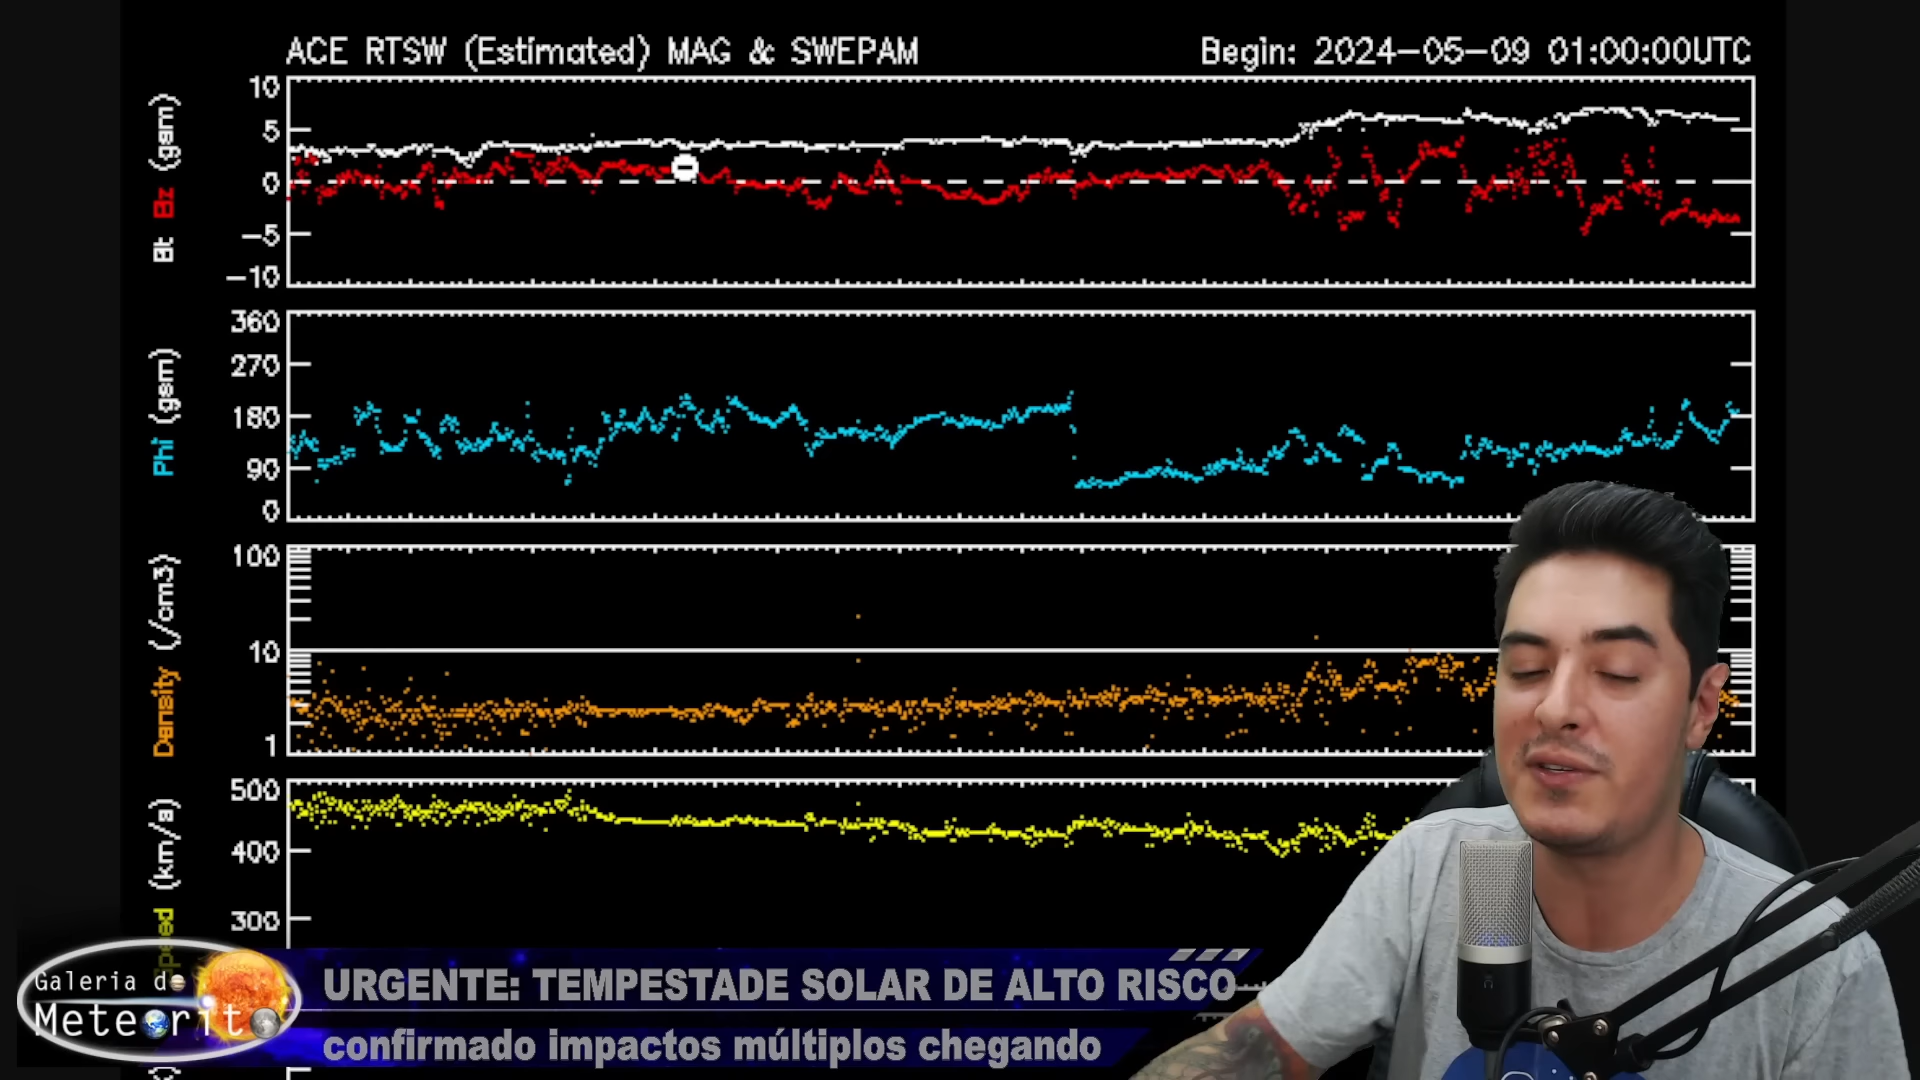 ACE RTSW (Estimated) MAG & SWEPAM
Begin: 2024-05-09 01:00:00UTC
Bt Bz (gsm)
10
5
0
-5
-10
Phi (gsm)
360
270
180
90
0
Density (/cm3)
100
10
1
(km/s)
500
400
300
Galeria do
Meteorito
URGENTE: TEMPESTADE SOLAR DE ALTO RISCO
confirmado impactos múltiplos chegando